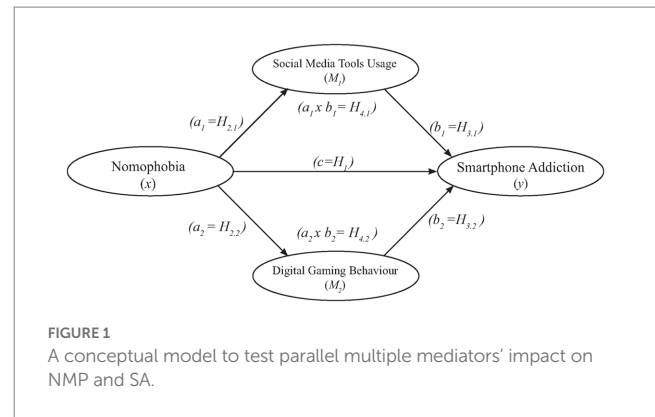 Social Media Tools Usage
(M₁)
(a₁=H₂.₁)
(a₁ x b₁= H₄.₁)
(b₁=H₃.₁)
Nomophobia
(x)
(c=H₁)
Smartphone Addiction
(y)
(a₂= H₂.₂)
(a₂ x b₂= H₄.₂)
(b₂=H₃.₂)
Digital Gaming Behaviour
(M₂)
FIGURE 1
A conceptual model to test parallel multiple mediators’ impact on
NMP and SA.